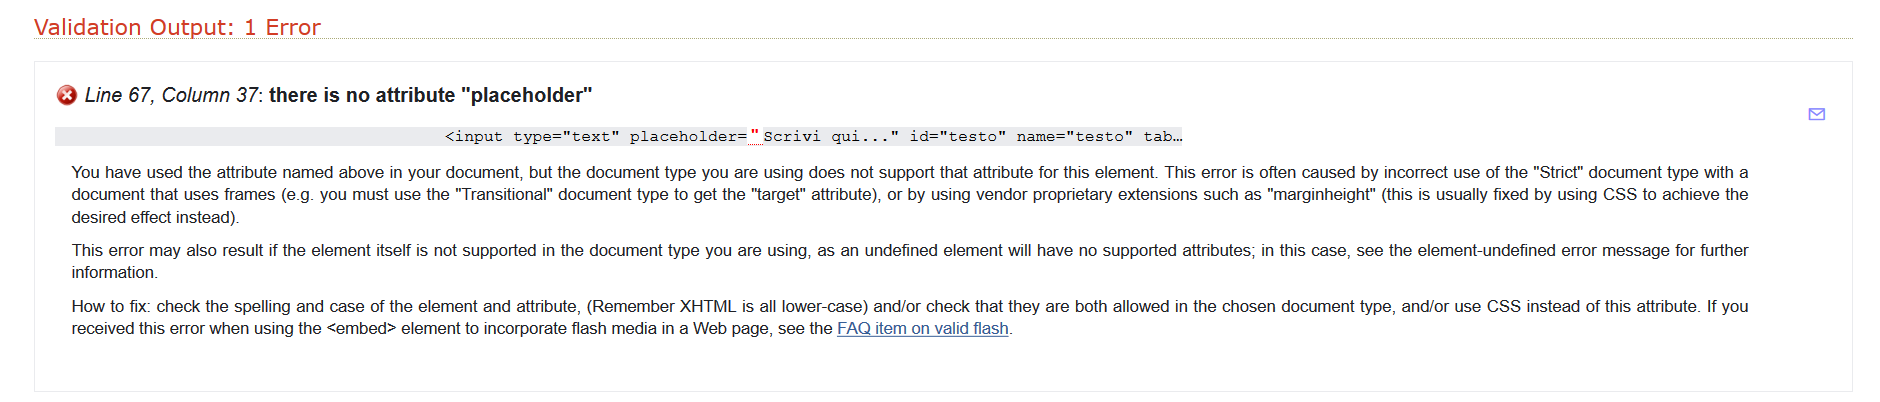 Validation Output: 1 Error
Line 67, Column 37: there is no attribute "placeholder"
<input type="text" placeholder="Scrivi qui..." id="testo" name="testo" tab…
You have used the attribute named above in your document, but the document type you are using does not support that attribute for this element. This error is often caused by incorrect use of the "Strict" document type with a
document that uses frames (e.g. you must use the "Transitional" document type to get the "target" attribute), or by using vendor proprietary extensions such as "marginheight" (this is usually fixed by using CSS to achieve the
desired effect instead).
This error may also result if the element itself is not supported in the document type you are using, as an undefined element will have no supported attributes; in this case, see the element-undefined error message for further
information.
How to fix: check the spelling and case of the element and attribute, (Remember XHTML is all lower-case) and/or check that they are both allowed in the chosen document type, and/or use CSS instead of this attribute. If you
received this error when using the <embed> element to incorporate flash media in a Web page, see the FAQ item on valid flash.